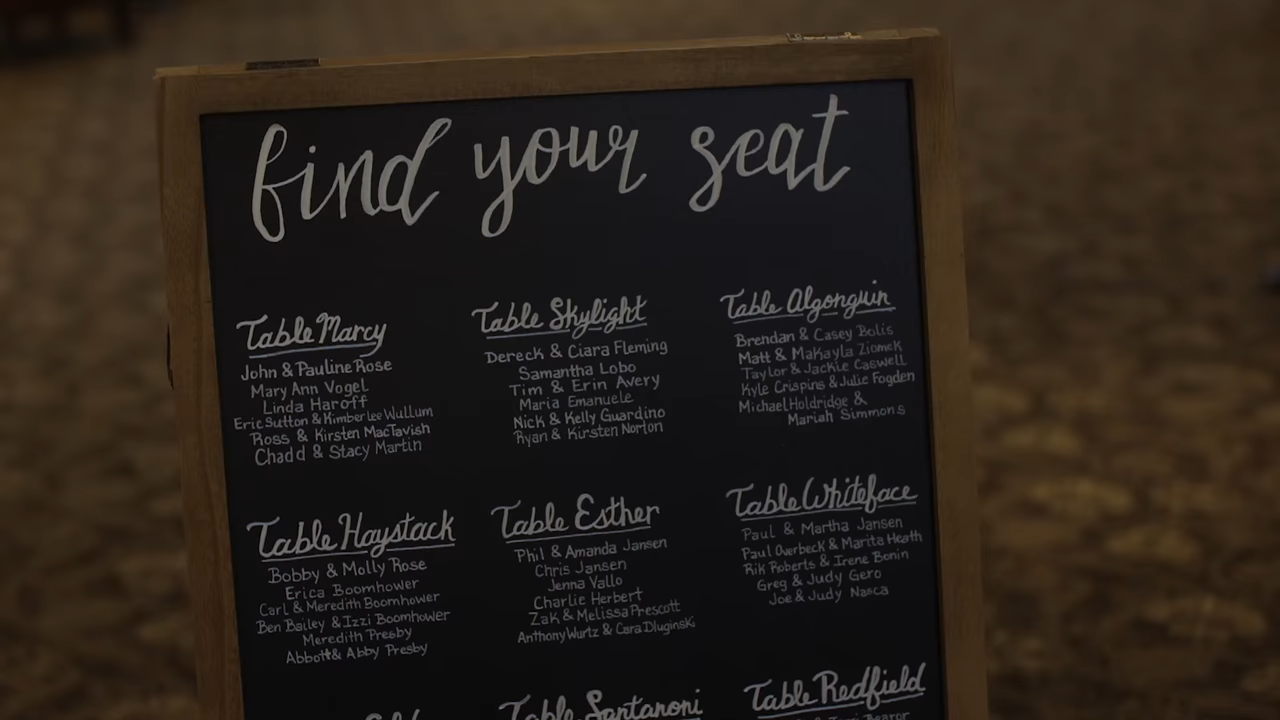 find your seat
Table Marcy
John & Pauline Rose
Mary Ann Vogel
Linda Haroff
Eric Sutton & Kimberlee Wullum
Ross & Kirsten MacTavish
Chadd & Stacy Martin
Table Skylight
Dereck & Ciara Fleming
Samantha Lobo
Tim & Erin Avery
Maria Emanuele
Nick & Kelly Guardino
Ryan & Kirsten Norton
Table Algonquin
Brendan & Casey Bolis
Matt & Makayla Ziomek
Taylor & Jackie Caswell
Kyle Crispins & Julie Fogden
Michael Holdridge &
Mariah Simmons
Table Haystack
Bobby & Molly Rose
Erica Boomhower
Carl & Meredith Boomhower
Ben Bailey & Izzi Boomhower
Meredith Presby
Abbott & Abby Presby
Table Esther
Phil & Amanda Jansen
Chris Jansen
Jenna Vallo
Charlie Herbert
Zak & Melissa Prescott
Anthony Wurtz & Cara Dluginski
Table Whiteface
Paul & Martha Jansen
Paul Overbeck & Marita Heath
Rik Roberts & Irene Bonin
Greg & Judy Gero
Joe & Judy Nasca
Table Santanoni
Table Redfield